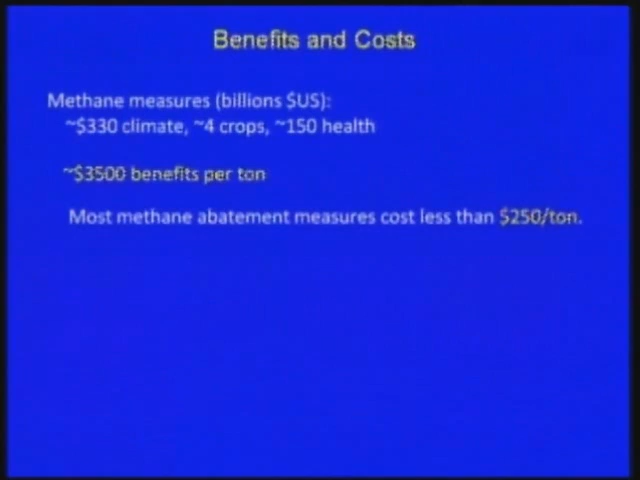 Benefits and Costs
Methane measures (billions $US):
~$330 climate, ~4 crops, ~150 health
~$3500 benefits per ton
Most methane abatement measures cost less than $250/ton.